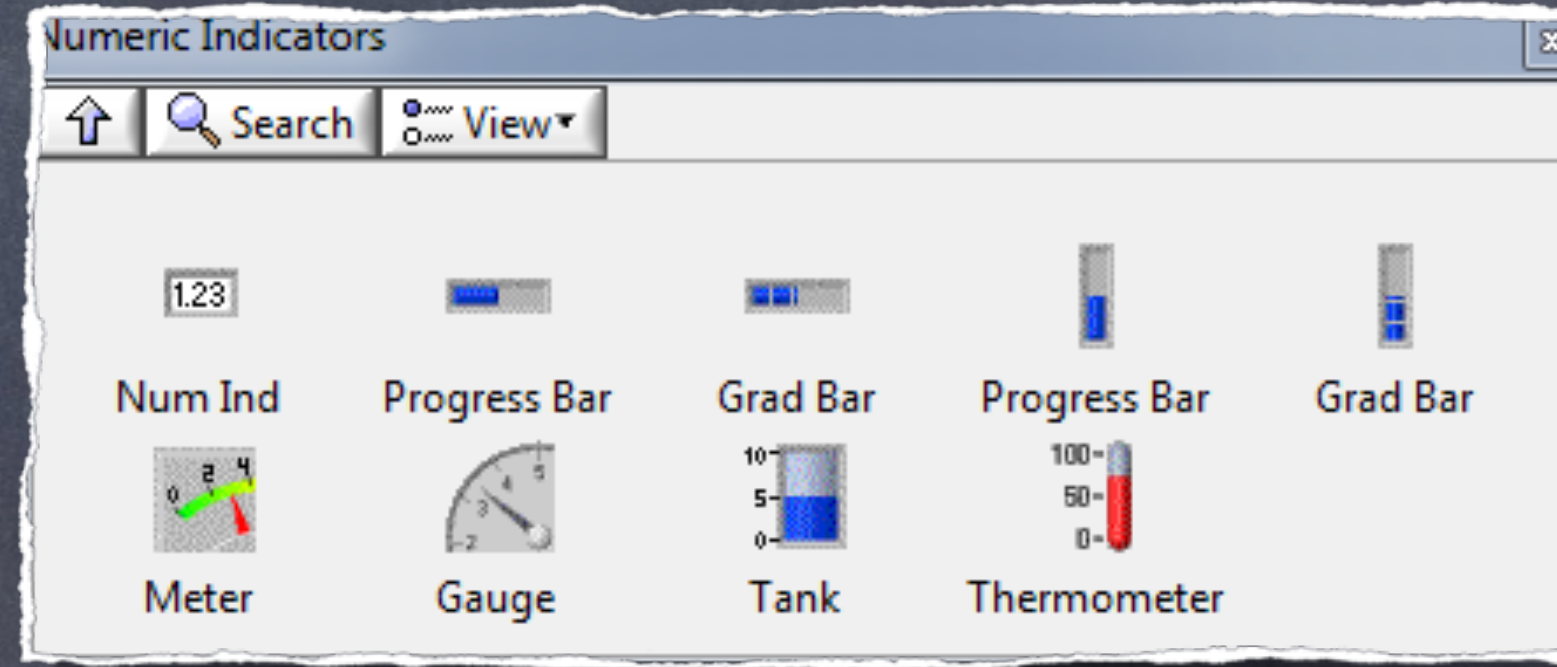 Numeric Indicators
Search View
1.23
Num Ind Progress Bar Grad Bar Progress Bar Grad Bar
0 2 4
2 3 4 5
10
5
0
100
50
0
Meter Gauge Tank Thermometer